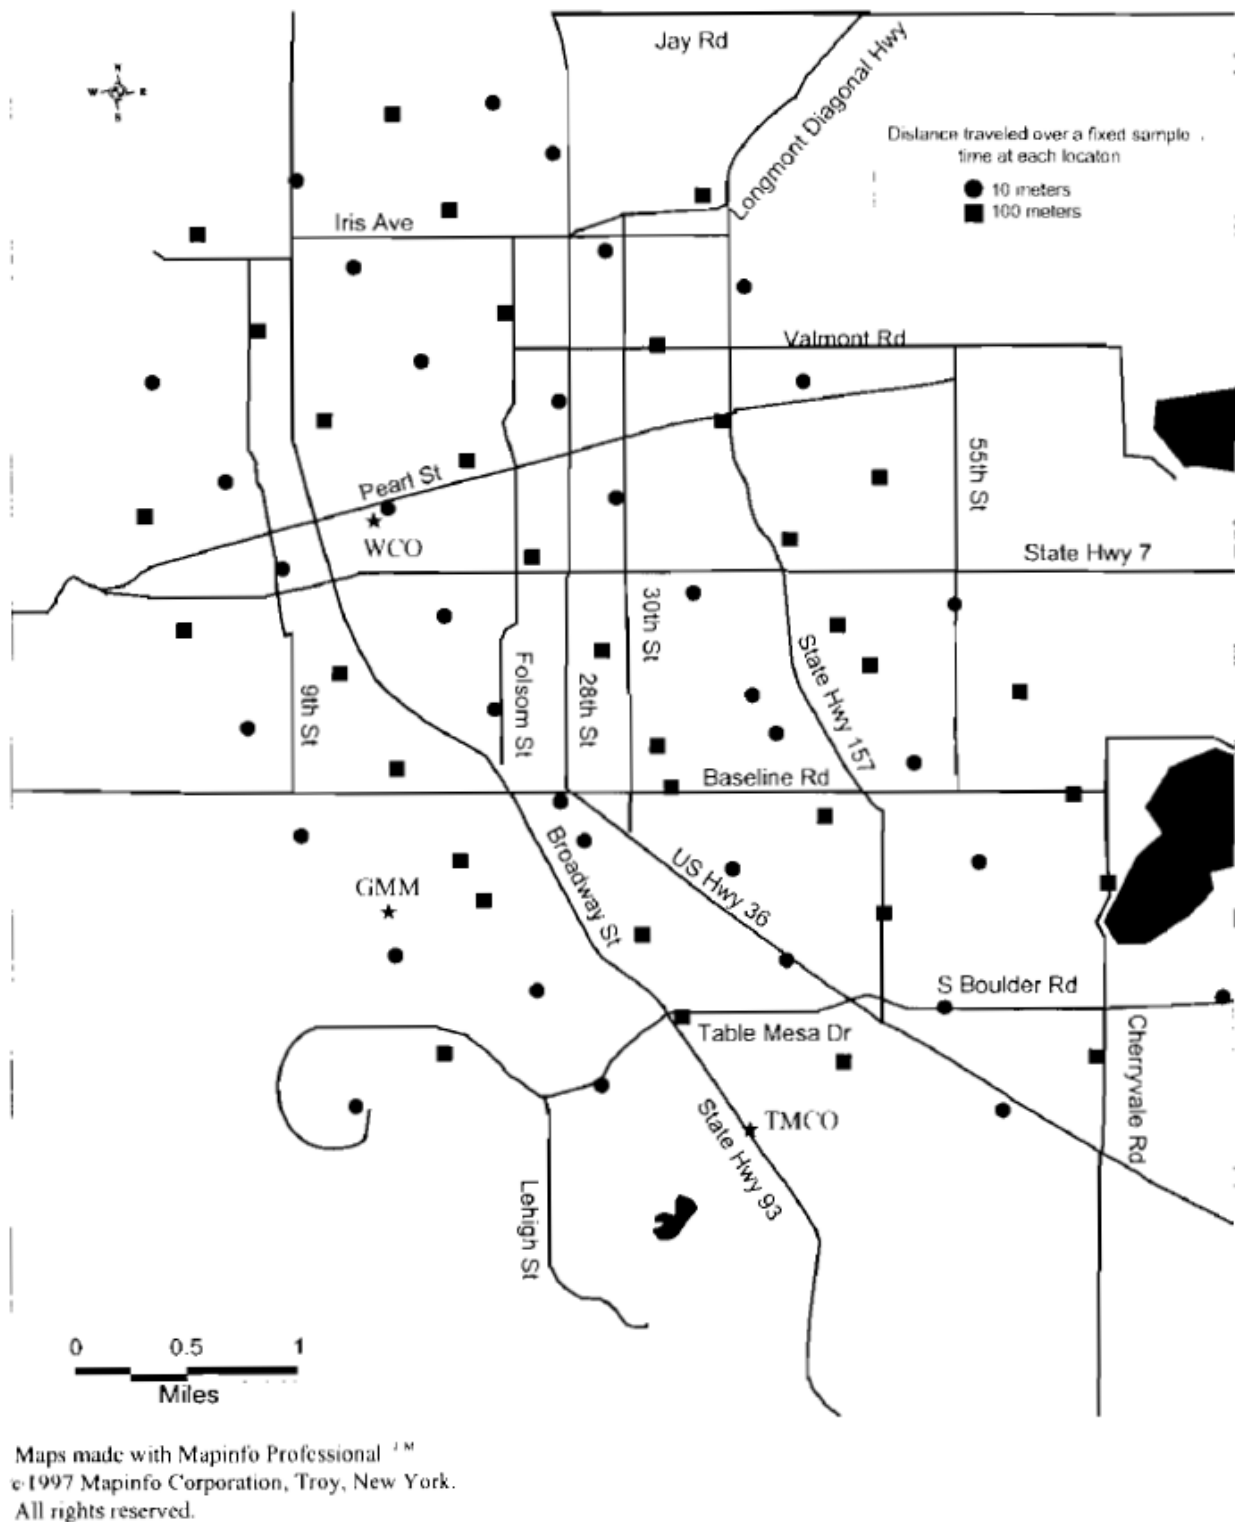 Jay Rd
Longmont Diagonal Hwy
N
W E
S
Distance traveled over a fixed sample
time at each locaton
10 meters
100 meters
Iris Ave
Valmont Rd
Pearl St
55th St
WCO
State Hwy 7
30th St
State Hwy 157
Folsom St
28th St
9th St
Baseline Rd
Broadway St
US Hwy 36
GMM
S Boulder Rd
Table Mesa Dr
Cherryvale Rd
TMCO
State Hwy 93
Lehigh St
0 0.5 1
Miles
Maps made with Mapinfo Professional TM
©1997 Mapinfo Corporation, Troy, New York.
All rights reserved.